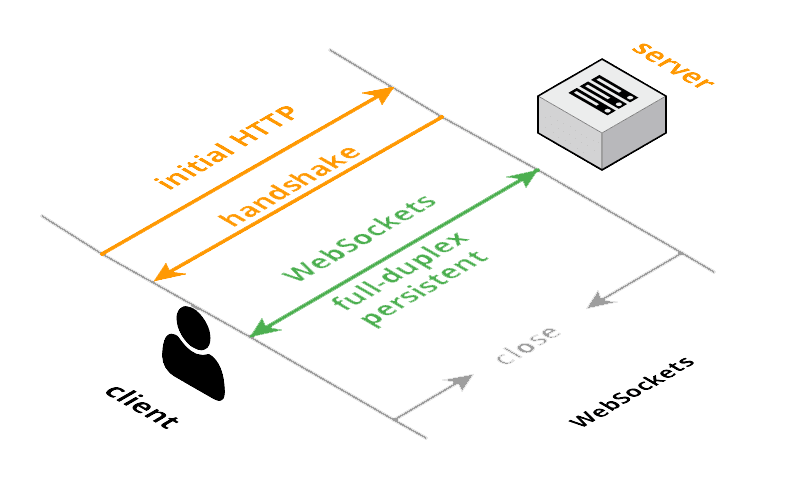 server
initial HTTP
handshake
WebSockets
full-duplex
persistent
close
client
WebSockets